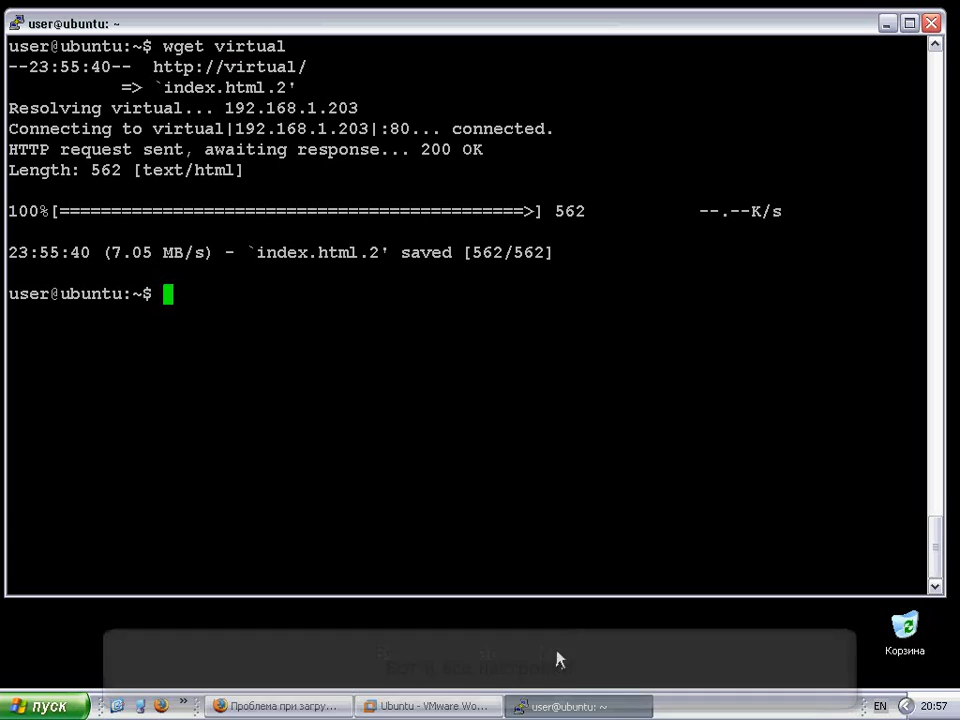 user@ubuntu: ~
user@ubuntu:~$ wget virtual
--23:55:40--  http://virtual/
           => `index.html.2'
Resolving virtual... 192.168.1.203
Connecting to virtual|192.168.1.203|:80... connected.
HTTP request sent, awaiting response... 200 OK
Length: 562 [text/html]
100%[=============================================>] 562           --.--K/s
23:55:40 (7.05 MB/s) - `index.html.2' saved [562/562]
user@ubuntu:~$
Корзина
пуск
Проблема при загру...
Ubuntu - VMware Wo...
user@ubuntu: ~
EN
20:57